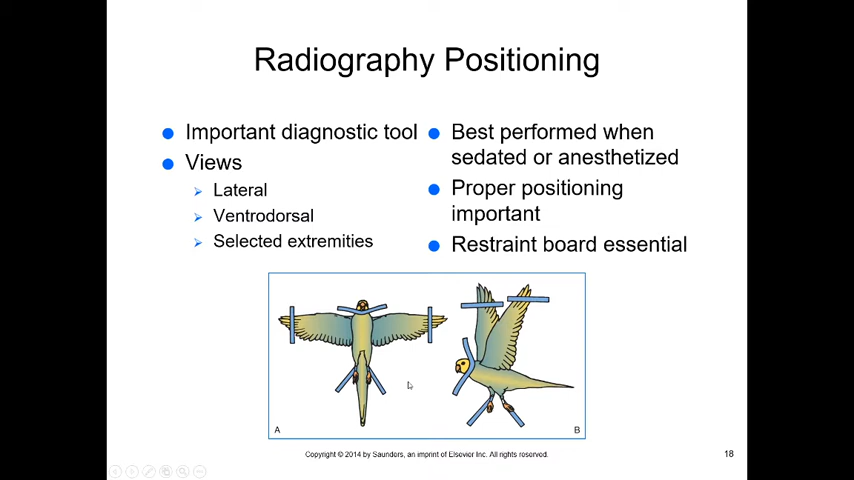 Radiography Positioning
Important diagnostic tool
Views
Lateral
Ventrodorsal
Selected extremities
Best performed when
sedated or anesthetized
Proper positioning
important
Restraint board essential
A
B
Copyright © 2014 by Saunders, an imprint of Elsevier Inc. All rights reserved.
18